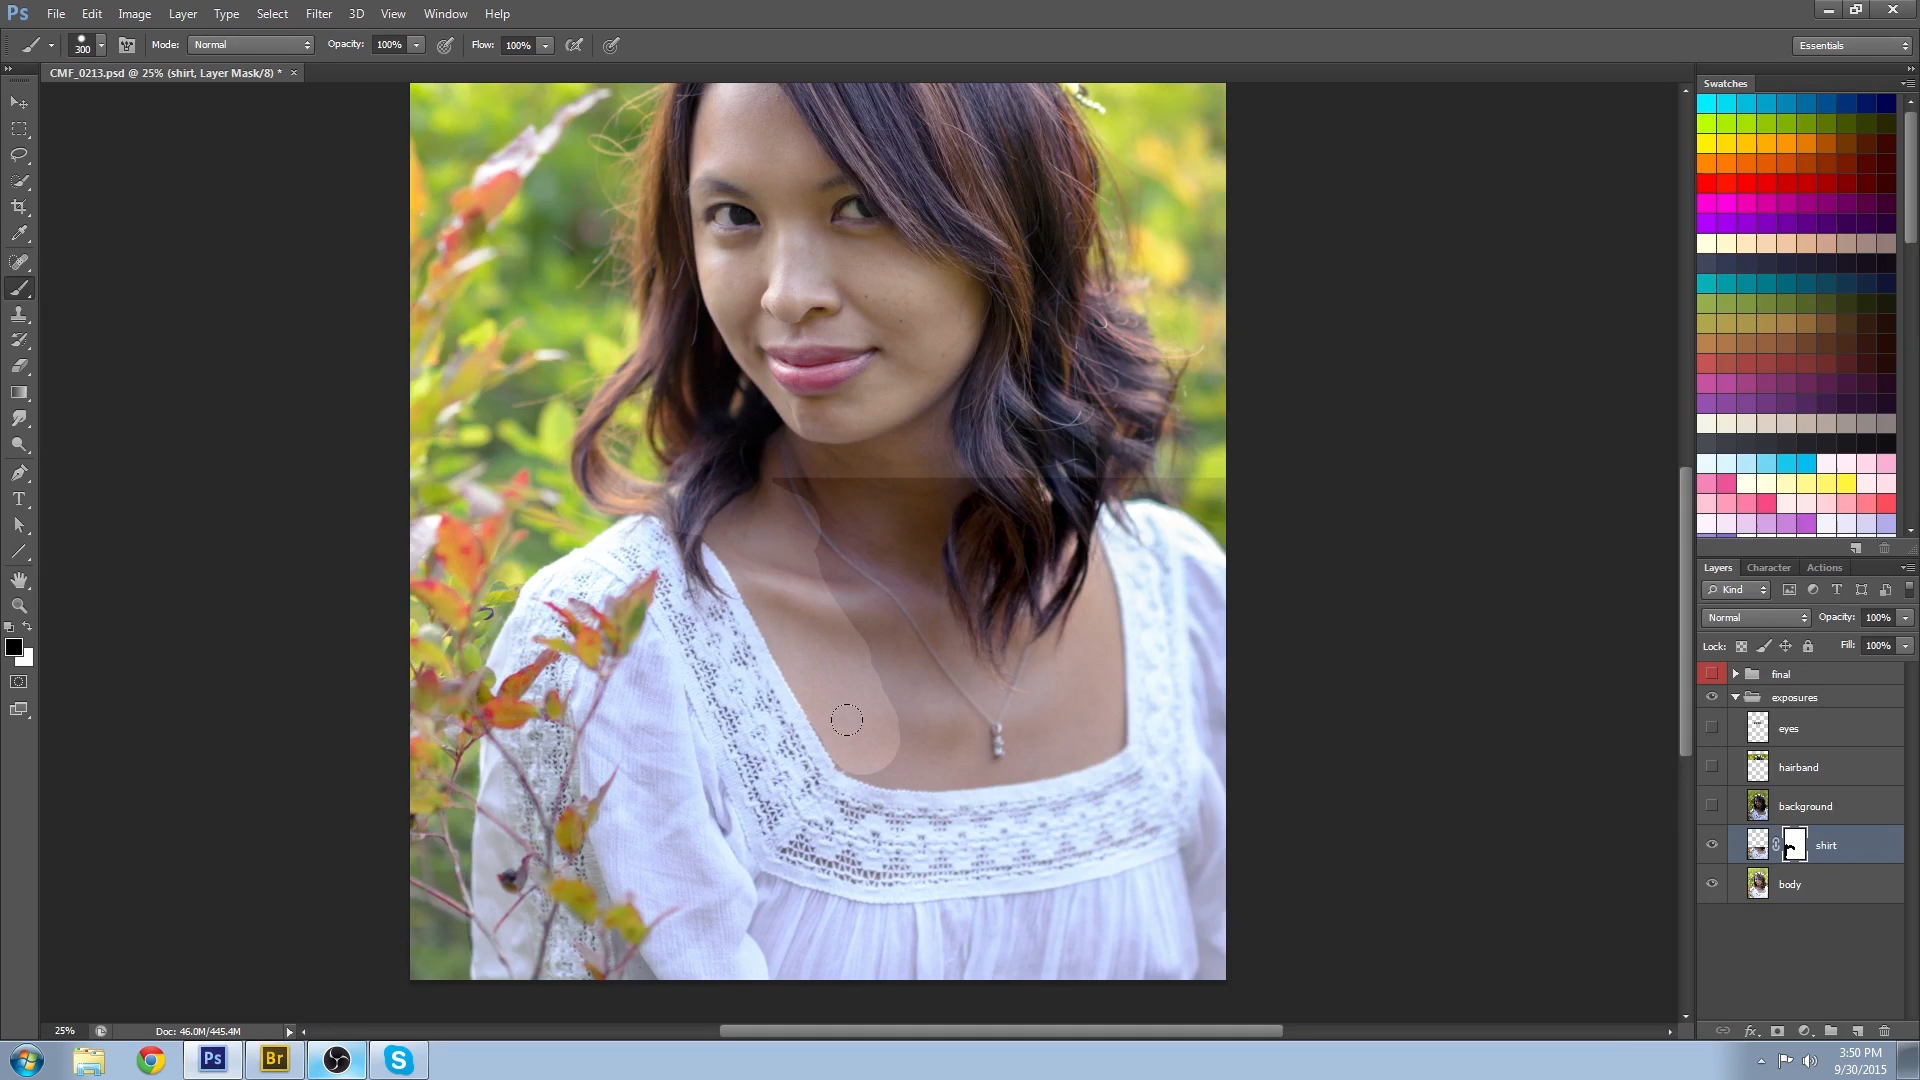 Ps File Edit Image Layer Type Select Filter 3D View Window Help
300 Mode: Normal Opacity: 100% Flow: 100% Essentials
CMF_0213.psd @ 25% (shirt, Layer Mask/8) * ×
Swatches
Layers Character Actions
Kind
Normal Opacity: 100%
Lock: Fill: 100%
final
exposures
eyes
hairband
background
shirt
body
25% Doc: 46.0M/445.4M
fx
Ps Br S
3:50 PM
9/30/2015